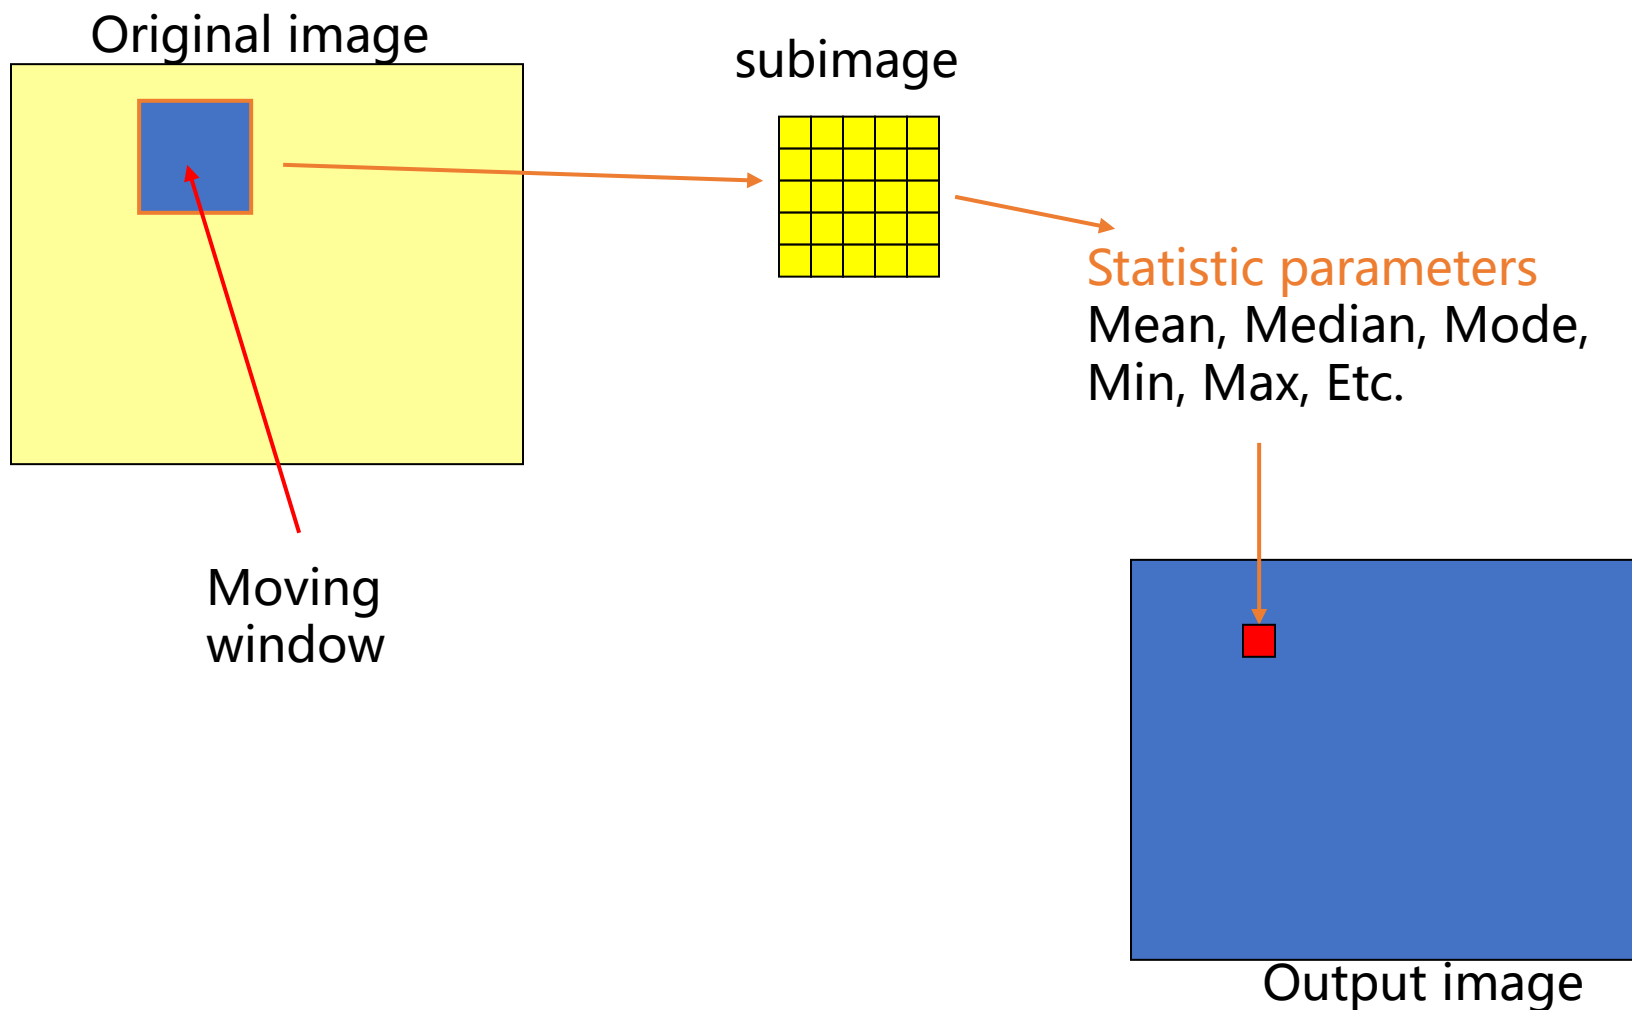 Original image
subimage
Statistic parameters
Mean, Median, Mode,
Min, Max, Etc.
Moving
window
Output image